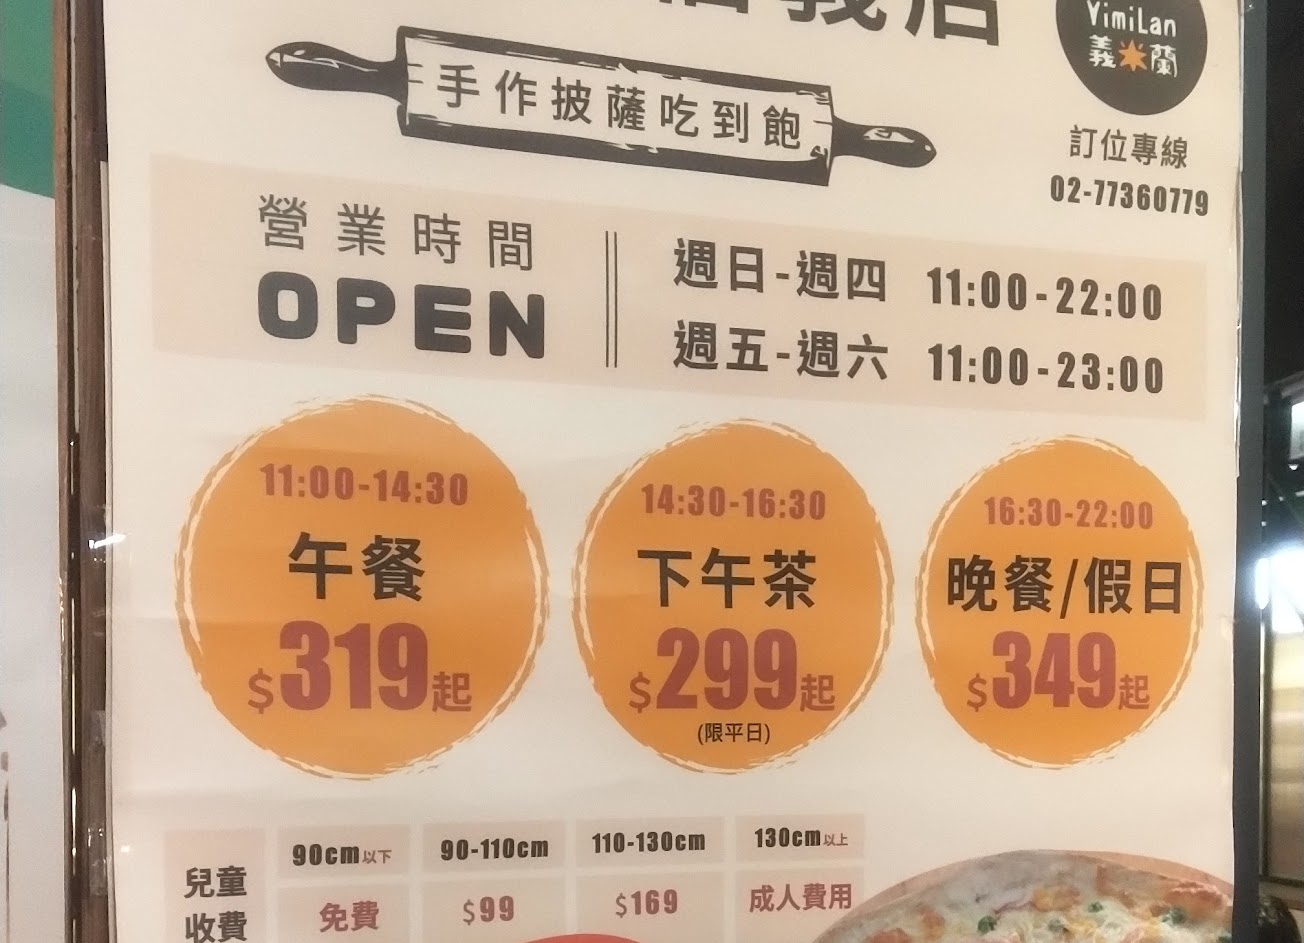 義店
YimiLan
義蘭
手作披薩吃到飽
訂位專線
02-77360779
營業時間
OPEN
週日-週四 11:00-22:00
週五-週六 11:00-23:00
11:00-14:30
午餐
$319起
14:30-16:30
下午茶
$299起
(限平日)
16:30-22:00
晚餐/假日
$349起
兒童
收費
90cm以下 90-110cm 110-130cm 130cm以上
免費 $99 $169 成人費用